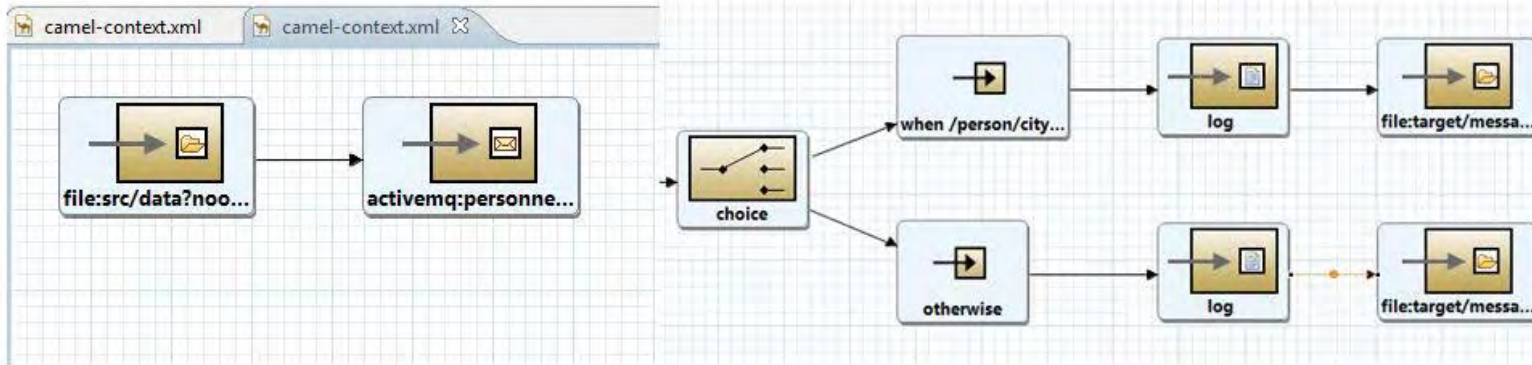 camel-context.xml
camel-context.xml
file:src/data?noo...
activemq:personne...
choice
when /person/city...
log
file:target/messa...
otherwise
log
file:target/messa...